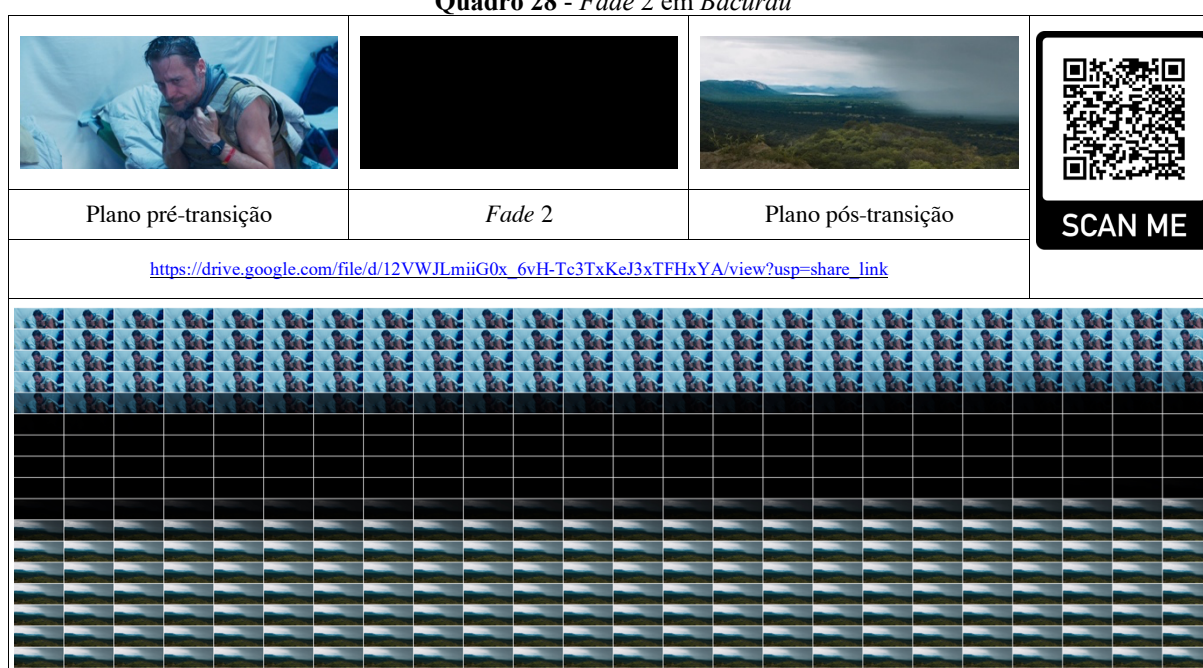 Quadro 28 - Fade 2 em Bacurau
Plano pré-transição
Fade 2
Plano pós-transição
SCAN ME
https://drive.google.com/file/d/12VWJLmiiG0x_6vH-Tc3TxKeJ3xTFHxYA/view?usp=share_link